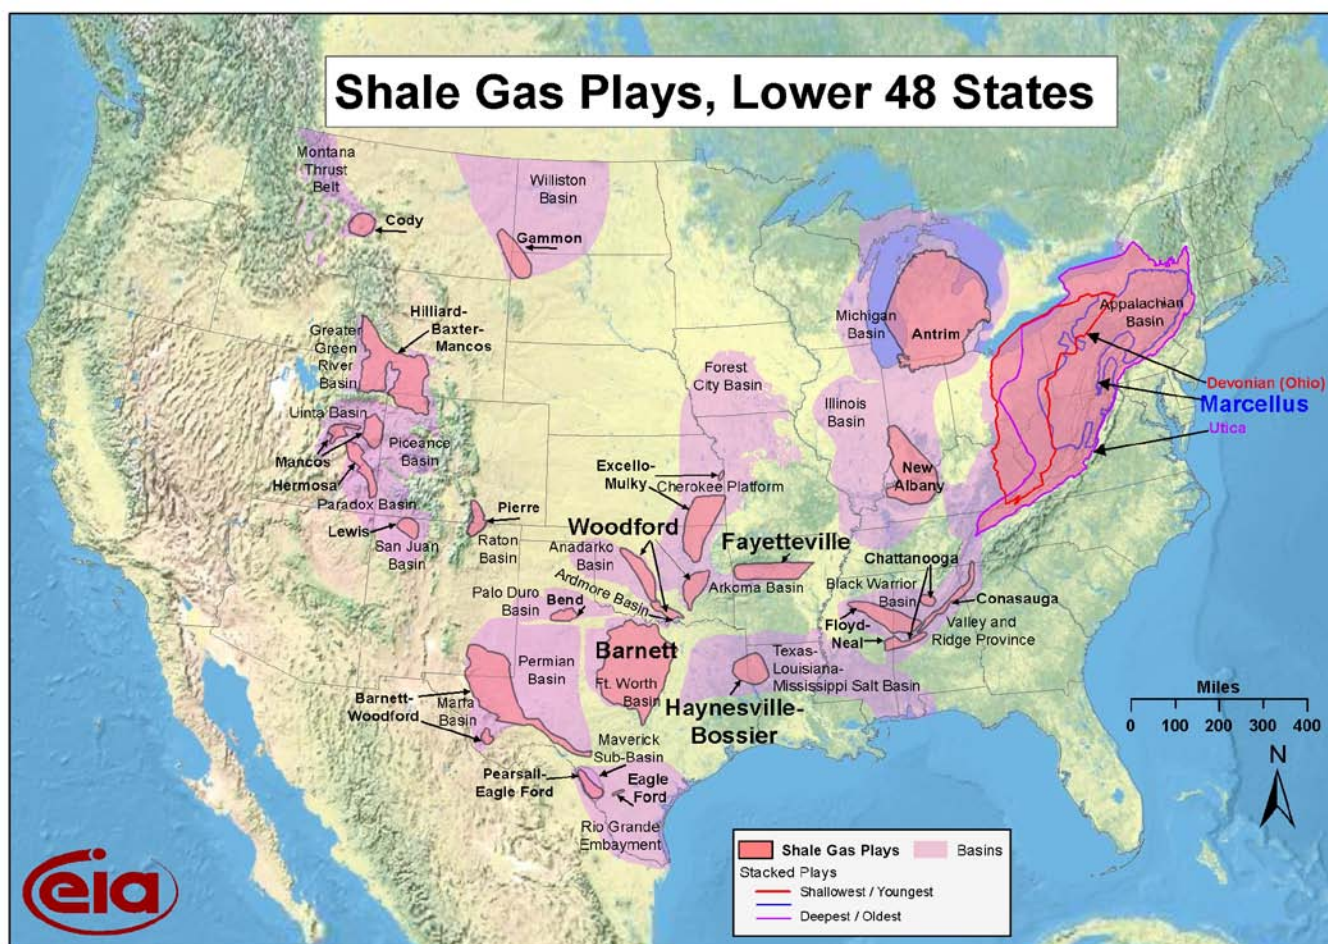 Shale Gas Plays, Lower 48 States
Montana
Thrust
Belt
Cody
Williston
Basin
Gammon
Hilliard-
Baxter-
Mancos
Greater
Green
River
Basin
Uinta Basin
Mancos
Piceance
Basin
Hermosa
Paradox Basin
Lewis
San Juan
Basin
Pierre
Raton
Basin
Forest
City Basin
Excello-
Mulky
Cherokee Platform
Woodford
Anadarko
Basin
Ardmore Basin
Palo Duro
Basin
Bend
Fayetteville
Arkoma Basin
Michigan
Basin
Antrim
Illinois
Basin
New
Albany
Appalachian
Basin
Devonian (Ohio)
Marcellus
Utica
Chattanooga
Black Warrior
Basin
Conasauga
Floyd-
Neal
Valley and
Ridge Province
Barnett
Ft. Worth
Basin
Permian
Basin
Barnett-
Woodford
Marfa
Basin
Texas-
Louisiana-
Mississippi Salt Basin
Haynesville-
Bossier
Maverick
Sub-Basin
Pearsall-
Eagle Ford
Eagle
Ford
Rio Grande
Embayment
Miles
0 100 200 300 400
N
Shale Gas Plays
Basins
Stacked Plays
Shallowest / Youngest
Deepest / Oldest
eia